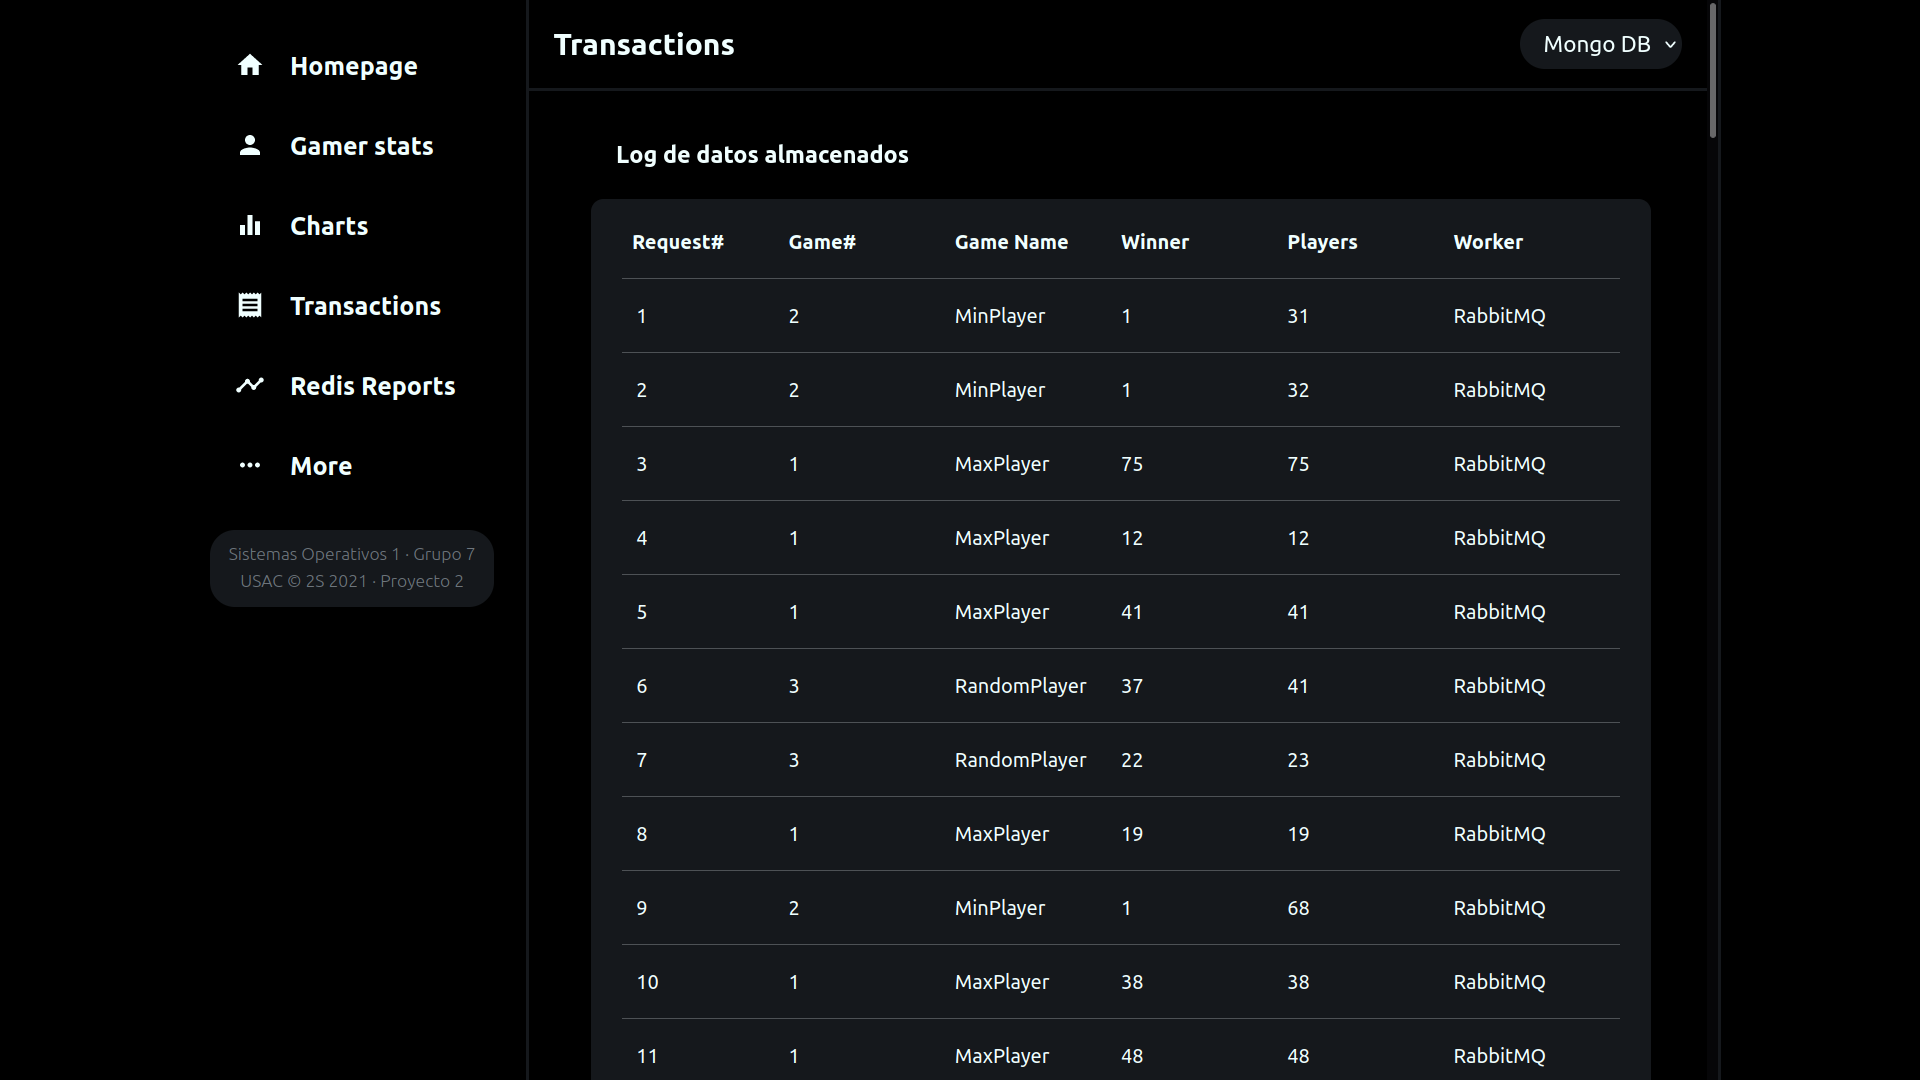 Homepage
Gamer stats
Charts
Transactions
Redis Reports
More
Sistemas Operativos 1 · Grupo 7
USAC © 2S 2021 · Proyecto 2
Transactions
Mongo DB
Log de datos almacenados
Request# Game# Game Name Winner Players Worker
1 2 MinPlayer 1 31 RabbitMQ
2 2 MinPlayer 1 32 RabbitMQ
3 1 MaxPlayer 75 75 RabbitMQ
4 1 MaxPlayer 12 12 RabbitMQ
5 1 MaxPlayer 41 41 RabbitMQ
6 3 RandomPlayer 37 41 RabbitMQ
7 3 RandomPlayer 22 23 RabbitMQ
8 1 MaxPlayer 19 19 RabbitMQ
9 2 MinPlayer 1 68 RabbitMQ
10 1 MaxPlayer 38 38 RabbitMQ
11 1 MaxPlayer 48 48 RabbitMQ